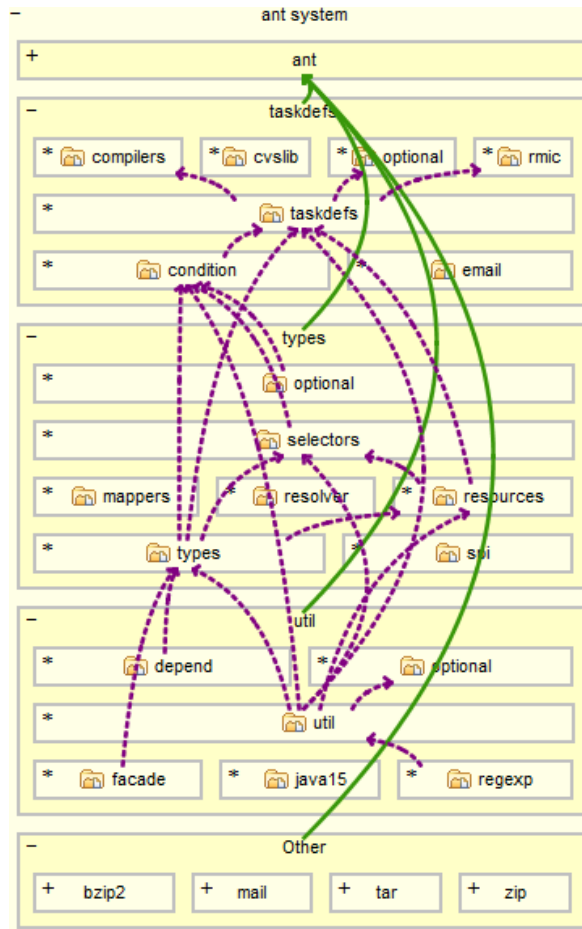 − ant system
+ ant
− taskdefs
* compilers * cvslib * optional * rmic
* taskdefs
* condition * email
− types
* optional
* selectors
* mappers * resolver * resources
* types * spi
− util
* depend * optional
* util
* facade * java15 * regexp
− Other
+ bzip2 + mail + tar + zip